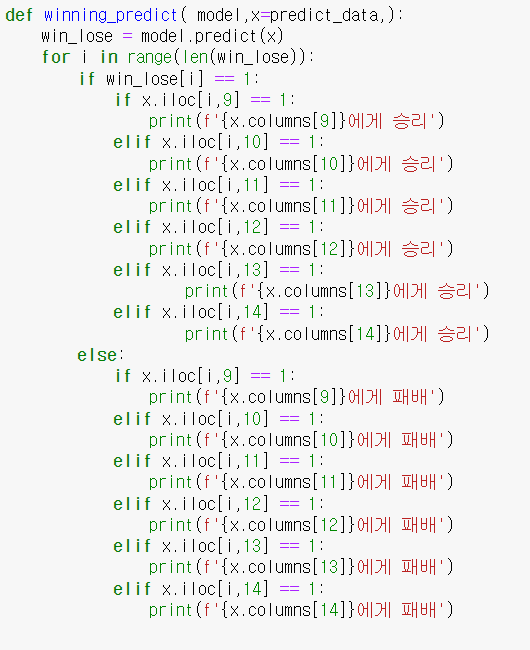 def winning_predict( model,x=predict_data,):
    win_lose = model.predict(x)
    for i in range(len(win_lose)):
        if win_lose[i] == 1:
            if x.iloc[i,9] == 1:
                print(f'{x.columns[9]}에게 승리')
            elif x.iloc[i,10] == 1:
                print(f'{x.columns[10]}에게 승리')
            elif x.iloc[i,11] == 1:
                print(f'{x.columns[11]}에게 승리')
            elif x.iloc[i,12] == 1:
                print(f'{x.columns[12]}에게 승리')
            elif x.iloc[i,13] == 1:
                    print(f'{x.columns[13]}에게 승리')
            elif x.iloc[i,14] == 1:
                    print(f'{x.columns[14]}에게 승리')
        else:
            if x.iloc[i,9] == 1:
                print(f'{x.columns[9]}에게 패배')
            elif x.iloc[i,10] == 1:
                print(f'{x.columns[10]}에게 패배')
            elif x.iloc[i,11] == 1:
                print(f'{x.columns[11]}에게 패배')
            elif x.iloc[i,12] == 1:
                print(f'{x.columns[12]}에게 패배')
            elif x.iloc[i,13] == 1:
                print(f'{x.columns[13]}에게 패배')
            elif x.iloc[i,14] == 1:
                print(f'{x.columns[14]}에게 패배')